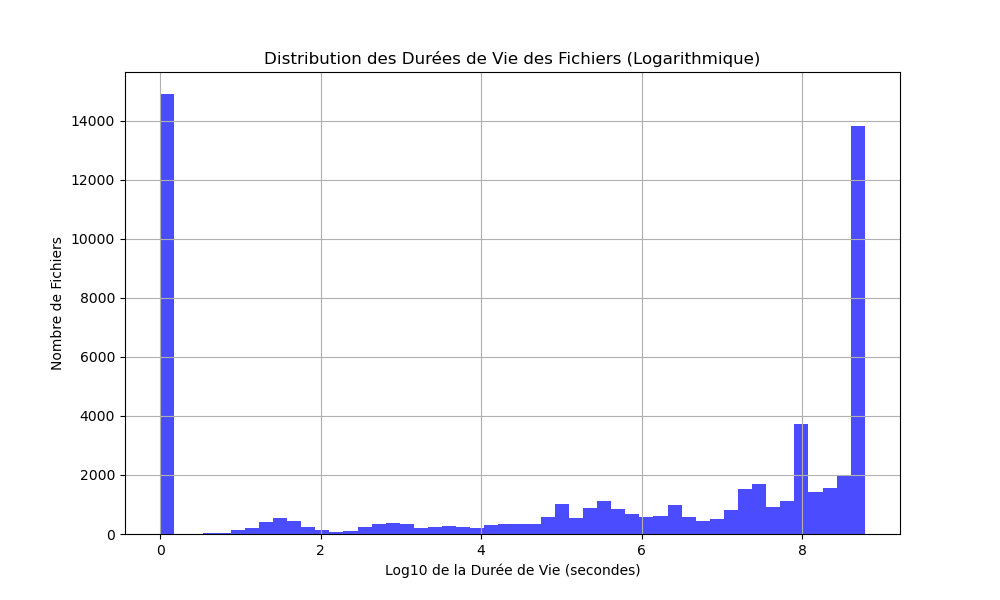 Distribution des Durées de Vie des Fichiers (Logarithmique)
14000
12000
10000
8000
6000
4000
2000
0
Nombre de Fichiers
0 2 4 6 8
Log10 de la Durée de Vie (secondes)